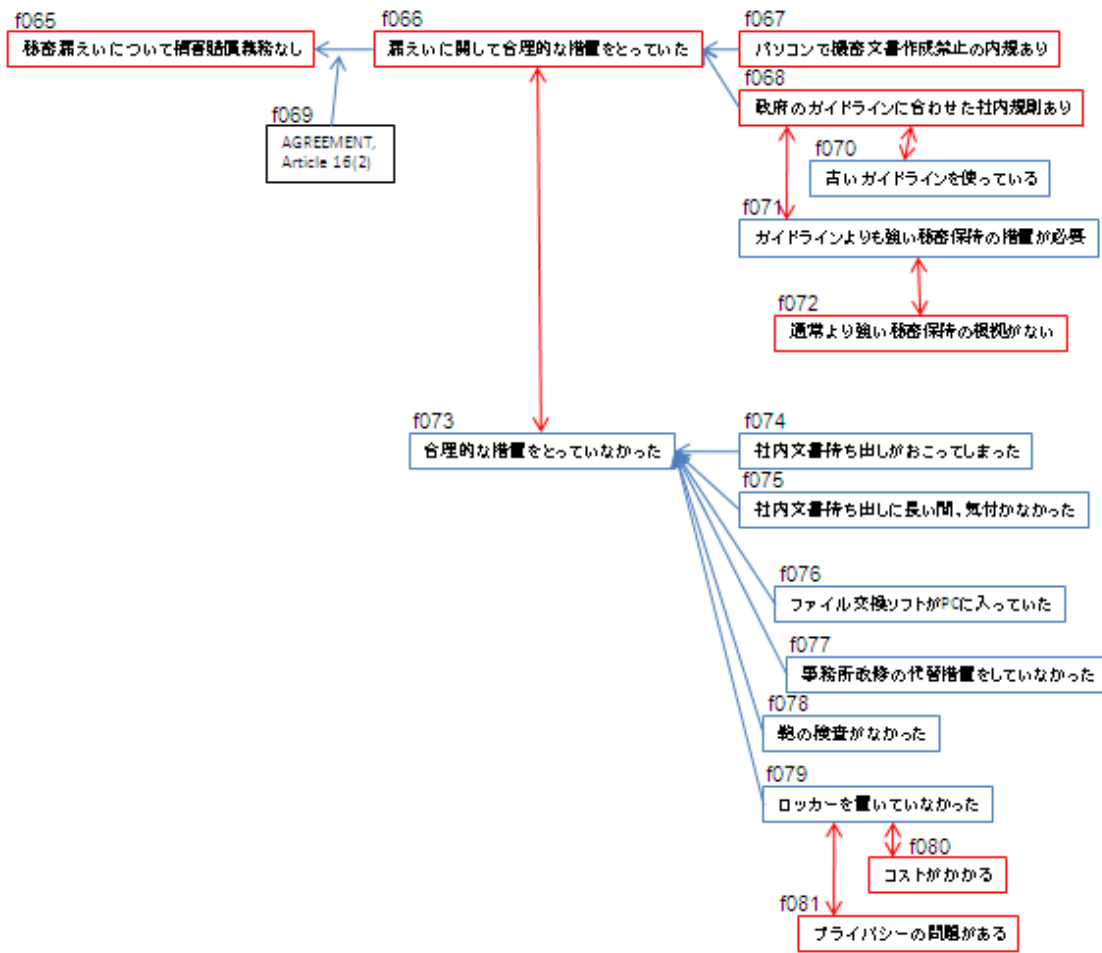 f065
秘密漏えいについて損害賠償義務なし
f066
漏えいに関して合理的な措置をとっていた
f067
パソコンで機密文書作成禁止の内規あり
f068
政府のガイドラインに合わせた社内規則あり
f069
AGREEMENT,
Article 16(2)
f070
古いガイドラインを使っている
f071
ガイドラインよりも強い秘密保持の措置が必要
f072
通常より強い秘密保持の根拠がない
f073
合理的な措置をとっていなかった
f074
社内文書持ち出しがおこってしまった
f075
社内文書持ち出しに長い間、気付かなかった
f076
ファイル交換ソフトがPCに入っていた
f077
事務所改修の代替措置をしていなかった
f078
鞄の検査がなかった
f079
ロッカーを置いていなかった
f080
コストがかかる
f081
プライバシーの問題がある